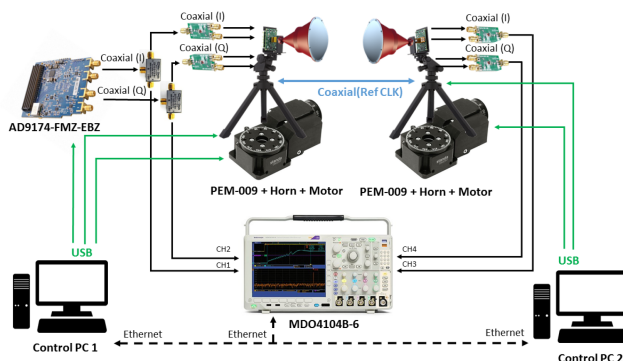 Coaxial (I)
Coaxial (I)
Coaxial (Q)
Coaxial (Q)
Coaxial (I)
Coaxial (Q)
Coaxial(Ref CLK)
AD9174-FMZ-EBZ
PEM-009 + Horn + Motor
PEM-009 + Horn + Motor
USB
USB
CH2
CH4
CH1
CH3
MDO4104B-6
Ethernet
Ethernet
Ethernet
Control PC 1
Control PC 2